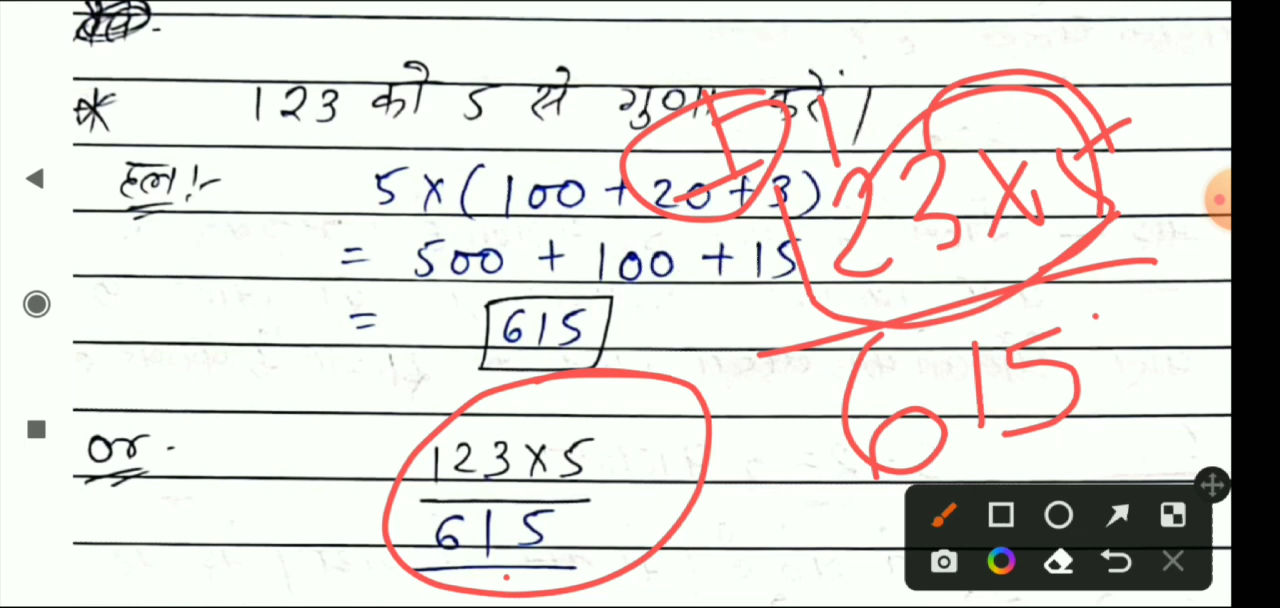 * 123 को 5 से गुणा करें।
हल :-
5 × ( 100 + 20 + 3 )
= 500 + 100 + 15
= 615
or -
123 × 5
615
I
123 × 5
615